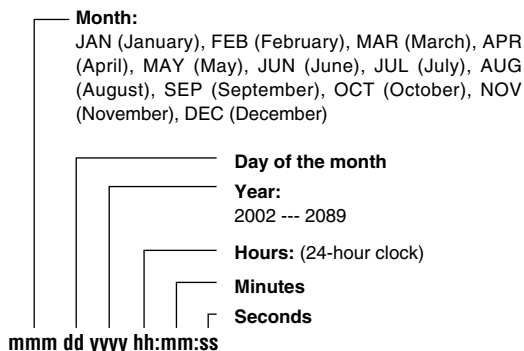 Month:
JAN (January), FEB (February), MAR (March), APR
(April), MAY (May), JUN (June), JUL (July), AUG
(August), SEP (September), OCT (October), NOV
(November), DEC (December)
Day of the month
Year:
2002 --- 2089
Hours: (24-hour clock)
Minutes
Seconds
mmm dd yyyy hh:mm:ss